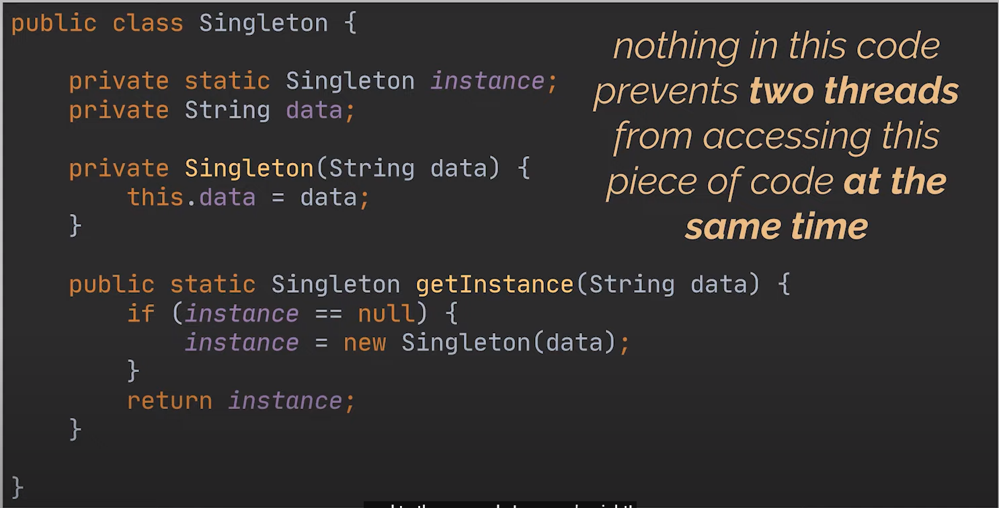 public class Singleton {
private static Singleton instance;
private String data;
private Singleton(String data) {
this.data = data;
}
public static Singleton getInstance(String data) {
if (instance == null) {
instance = new Singleton(data);
}
return instance;
}
}
nothing in this code
prevents two threads
from accessing this
piece of code at the
same time